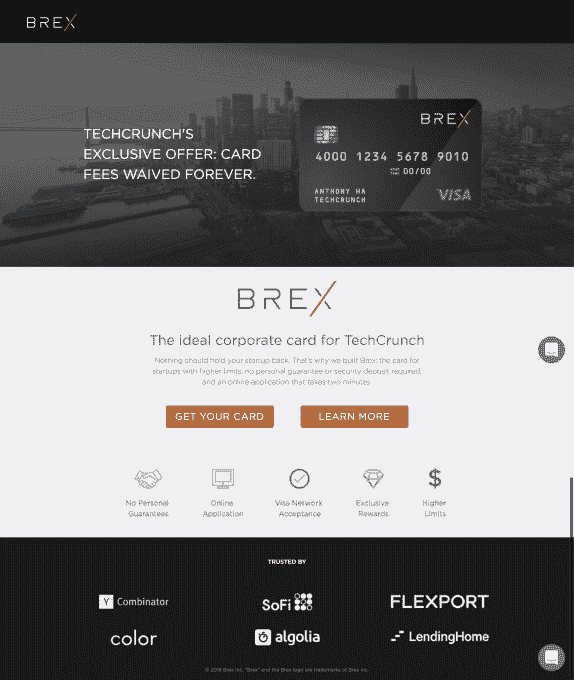 BREX
TECHCRUNCH'S
EXCLUSIVE OFFER: CARD
FEES WAIVED FOREVER.
BREX
4000 1234 5678 9010
00/00
ANTHONY HA
TECHCRUNCH
VISA
BREX
The ideal corporate card for TechCrunch
Nothing should hold your startup back. That's why we built Brex: the card for
startups with higher limits, no personal guarantee or security deposit required,
and an online application that takes two minutes.
GET YOUR CARD
LEARN MORE
No Personal
Guarantees
Online
Application
Visa Network
Acceptance
Exclusive
Rewards
$
Higher
Limits
TRUSTED BY
Y Combinator
SoFi
FLEXPORT
color
algolia
LendingHome
© 2018 Brex Inc. "Brex" and the Brex logo are trademarks of Brex Inc.